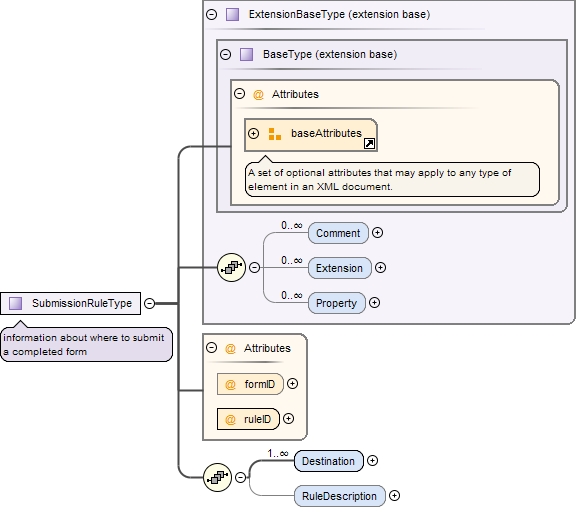 ExtensionBaseType (extension base)
BaseType (extension base)
@ Attributes
baseAttributes
A set of optional attributes that may apply to any type of
element in an XML document.
0..∞
Comment
0..∞
Extension
0..∞
Property
SubmissionRuleType
information about where to submit
a completed form
@ Attributes
@ formID
@ ruleID
1..∞
Destination
RuleDescription